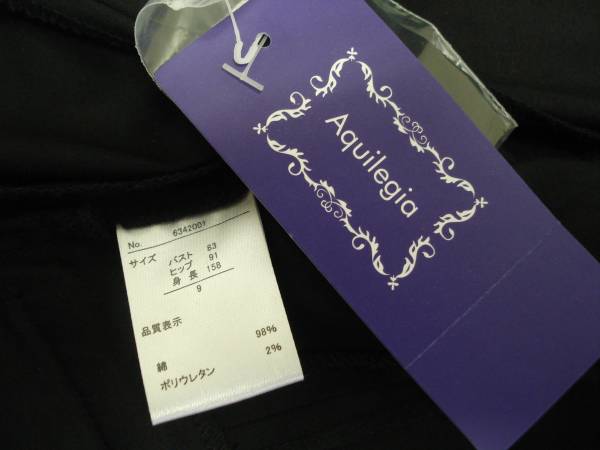 Aquilegia
No. 6342001
サイズ
バスト 83
ヒップ 91
身長 158
9
品質表示
98%
綿 2%
ポリウレタン